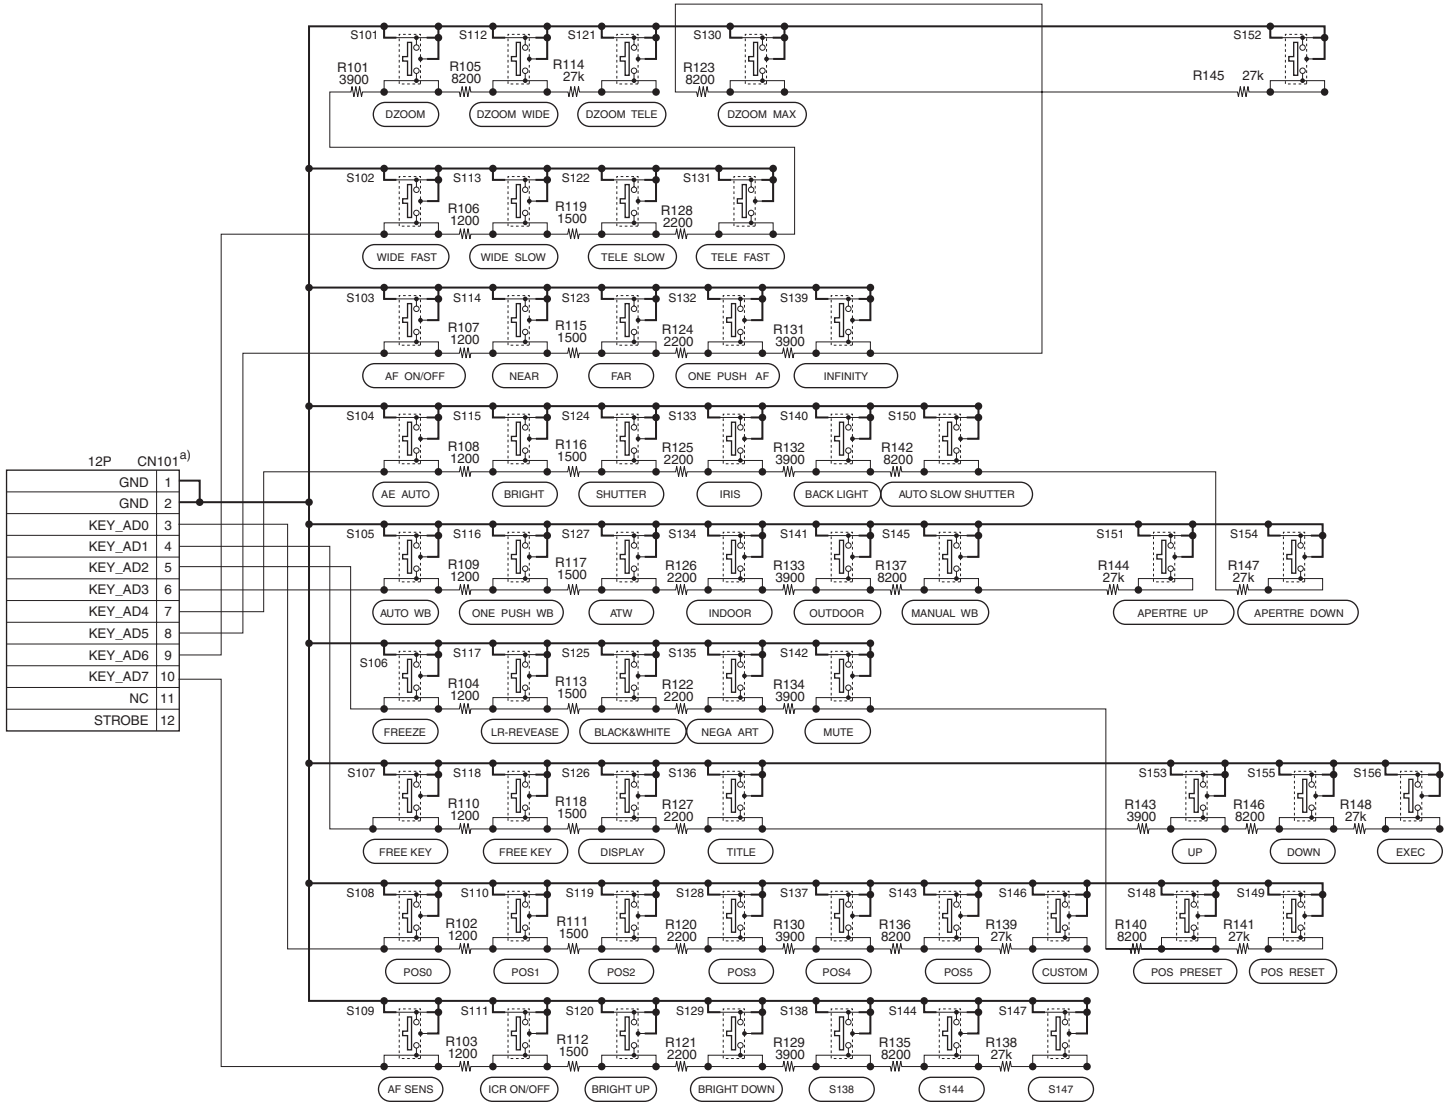 S101 S112 S121 S130 S152
R101 R105 R114 R123 R145 27k
3900 8200 27k 8200
DZOOM DZOOM WIDE DZOOM TELE DZOOM MAX
S102 S113 S122 S131
R106 R119 R128
1200 1500 2200
WIDE FAST WIDE SLOW TELE SLOW TELE FAST
S103 S114 S123 S132 S139
R107 R115 R124 R131
1200 1500 2200 3900
AF ON/OFF NEAR FAR ONE PUSH AF INFINITY
S104 S115 S124 S133 S140 S150
R108 R116 R125 R132 R142
1200 1500 2200 3900 8200
AE AUTO BRIGHT SHUTTER IRIS BACK LIGHT AUTO SLOW SHUTTER
12P CN101 a)
GND 1
GND 2
KEY_AD0 3
KEY_AD1 4
KEY_AD2 5
KEY_AD3 6
KEY_AD4 7
KEY_AD5 8
KEY_AD6 9
KEY_AD7 10
NC 11
STROBE 12
S105 S116 S127 S134 S141 S145 S151 S154
R109 R117 R126 R133 R137 R144 R147
1200 1500 2200 3900 8200 27k 27k
AUTO WB ONE PUSH WB ATW INDOOR OUTDOOR MANUAL WB APERTRE UP APERTRE DOWN
S106 S117 S125 S135 S142
R104 R113 R122 R134
1200 1500 2200 3900
FREEZE LR-REVEASE BLACK&WHITE NEGA ART MUTE
S107 S118 S126 S136 S153 S155 S156
R110 R118 R127 R143 R146 R148
1200 1500 2200 3900 8200 27k
FREE KEY FREE KEY DISPLAY TITLE UP DOWN EXEC
S108 S110 S119 S128 S137 S143 S146 S148 S149
R102 R111 R120 R130 R136 R139 R140 R141
1200 1500 2200 3900 8200 27k 8200 27k
POS0 POS1 POS2 POS3 POS4 POS5 CUSTOM POS PRESET POS RESET
S109 S111 S120 S129 S138 S144 S147
R103 R112 R121 R129 R135 R138
1200 1500 2200 3900 8200 27k
AF SENS ICR ON/OFF BRIGHT UP BRIGHT DOWN S138 S144 S147